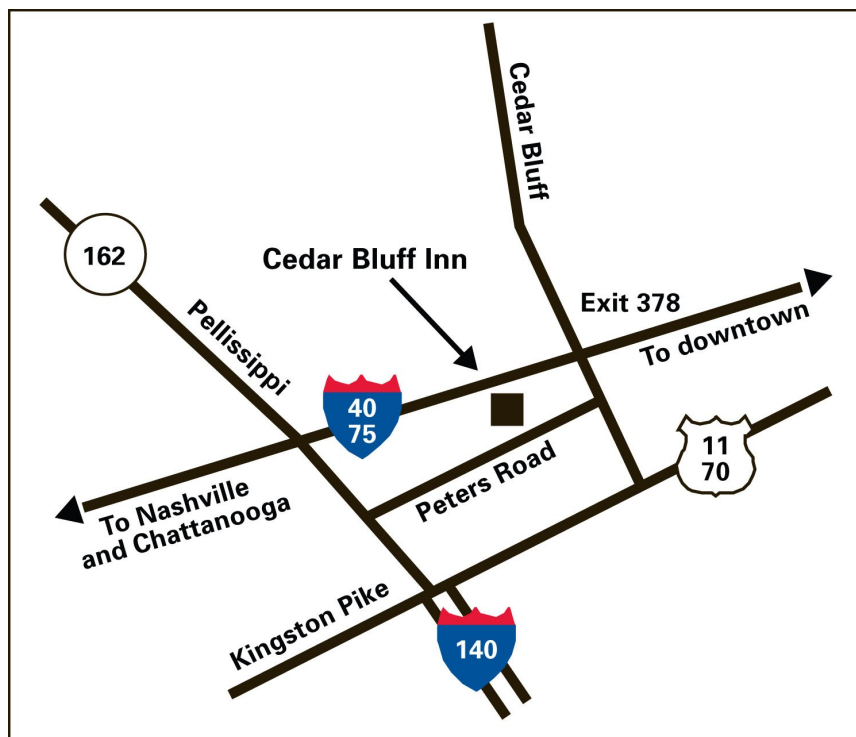 Cedar Bluff
162
Cedar Bluff Inn
Exit 378
Pellissippi
To downtown
40
75
11
70
Peters Road
To Nashville
and Chattanooga
Kingston Pike
140